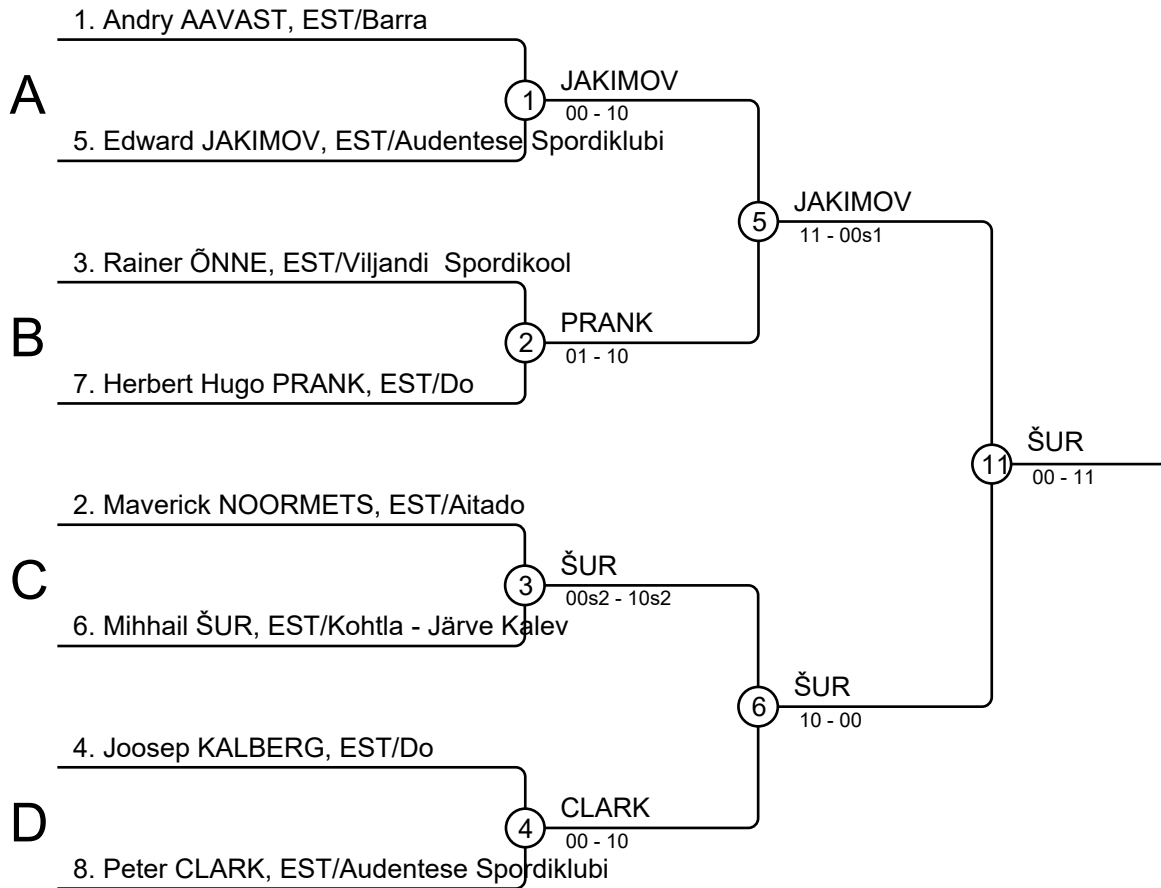 1. Andry AAVAST, EST/Barra
A
1
JAKIMOV
00 - 10
5. Edward JAKIMOV, EST/Audentese Spordiklubi
5
JAKIMOV
11 - 00s1
3. Rainer ÕNNE, EST/Viljandi  Spordikool
B
2
PRANK
01 - 10
7. Herbert Hugo PRANK, EST/Do
11
ŠUR
00 - 11
2. Maverick NOORMETS, EST/Aitado
C
3
ŠUR
00s2 - 10s2
6. Mihhail ŠUR, EST/Kohtla - Järve Kalev
6
ŠUR
10 - 00
4. Joosep KALBERG, EST/Do
D
4
CLARK
00 - 10
8. Peter CLARK, EST/Audentese Spordiklubi